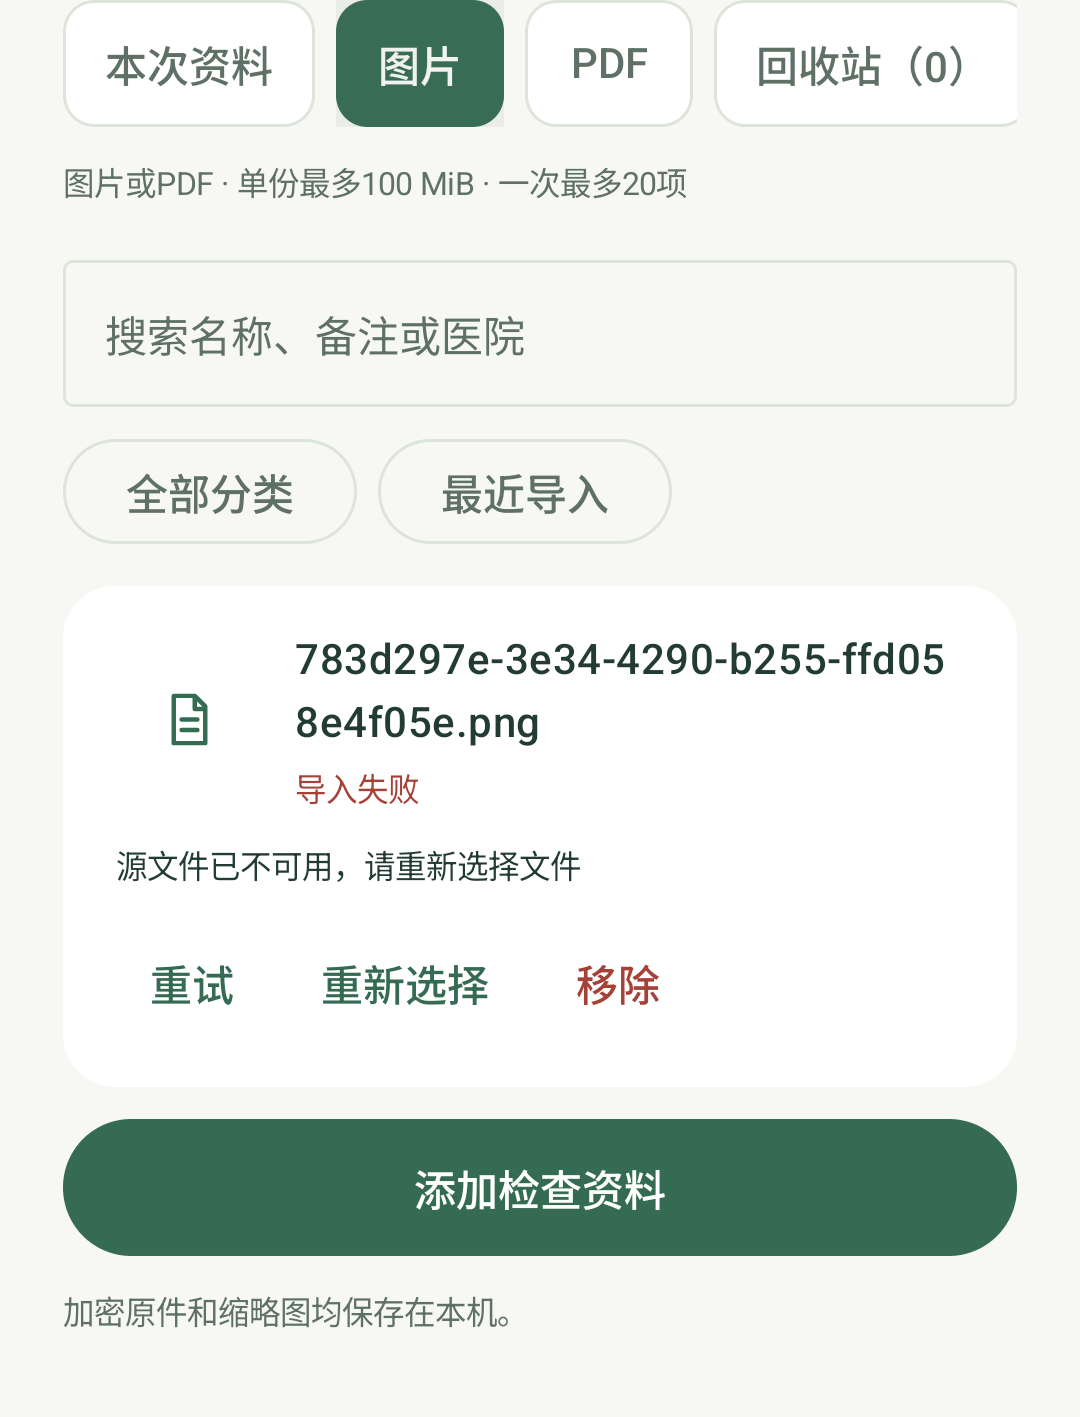 本次资料 图片 PDF 回收站（0）
图片或PDF · 单份最多100 MiB · 一次最多20项
搜索名称、备注或医院
全部分类 最近导入
783d297e-3e34-4290-b255-ffd05
8e4f05e.png
导入失败
源文件已不可用，请重新选择文件
重试 重新选择 移除
添加检查资料
加密原件和缩略图均保存在本机。